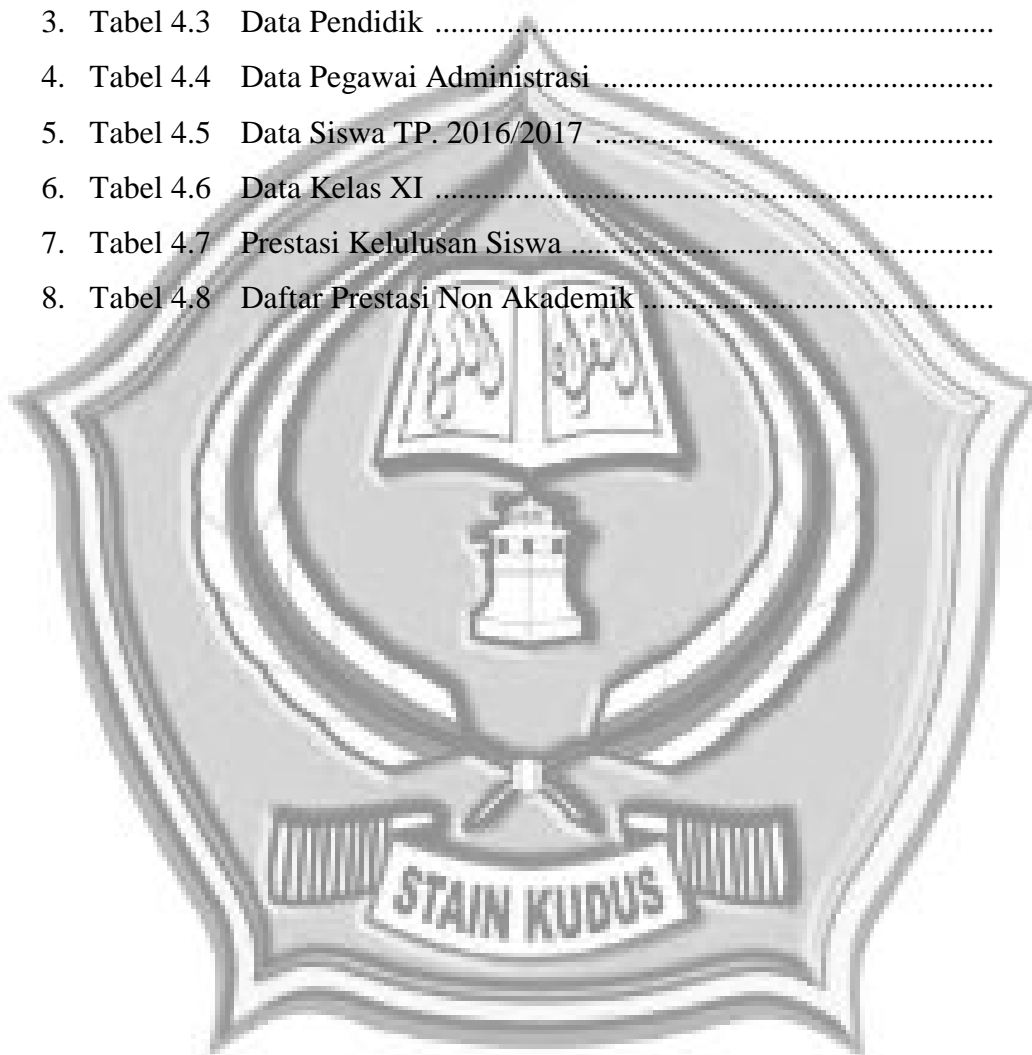 3. Tabel 4.3 Data Pendidik ......................................................................
4. Tabel 4.4 Data Pegawai Administrasi .................................................
5. Tabel 4.5 Data Siswa TP. 2016/2017 ..................................................
6. Tabel 4.6 Data Kelas XI ......................................................................
7. Tabel 4.7 Prestasi Kelulusan Siswa .....................................................
8. Tabel 4.8 Daftar Prestasi Non Akademik ............................................
STAIN KUDUS